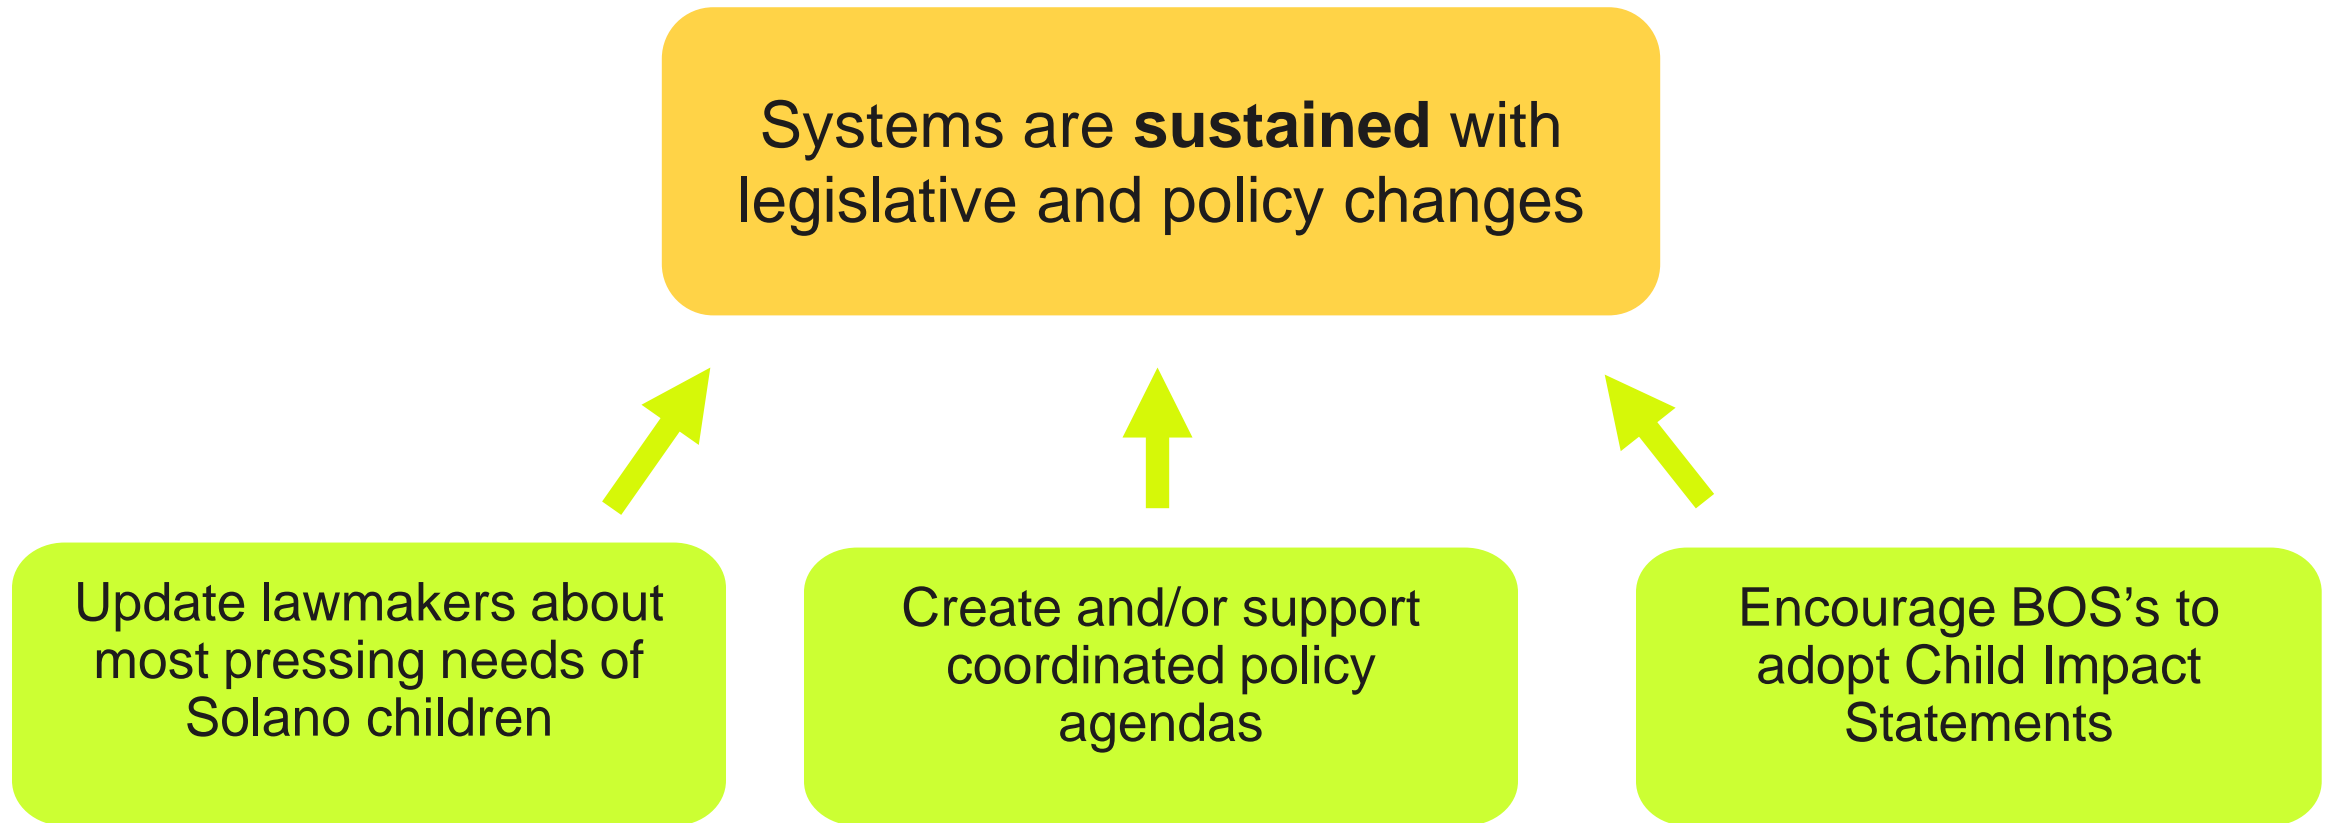 Systems are sustained with
legislative and policy changes
Update lawmakers about
most pressing needs of
Solano children
Create and/or support
coordinated policy
agendas
Encourage BOS’s to
adopt Child Impact
Statements